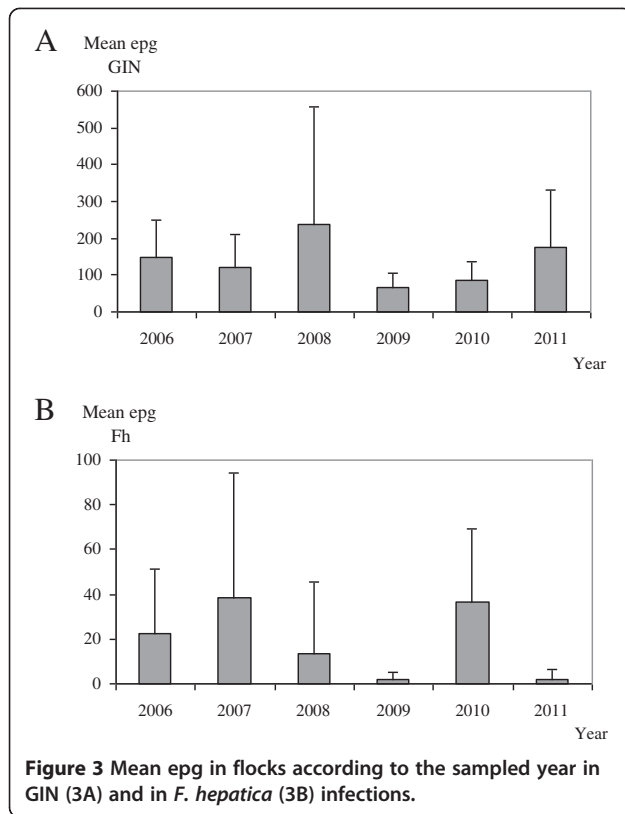 A
Mean epg
GIN
600
500
400
300
200
100
0
2006 2007 2008 2009 2010 2011
Year
B
Mean epg
Fh
100
80
60
40
20
0
2006 2007 2008 2009 2010 2011
Year
Figure 3 Mean epg in flocks according to the sampled year in
GIN (3A) and in F. hepatica (3B) infections.